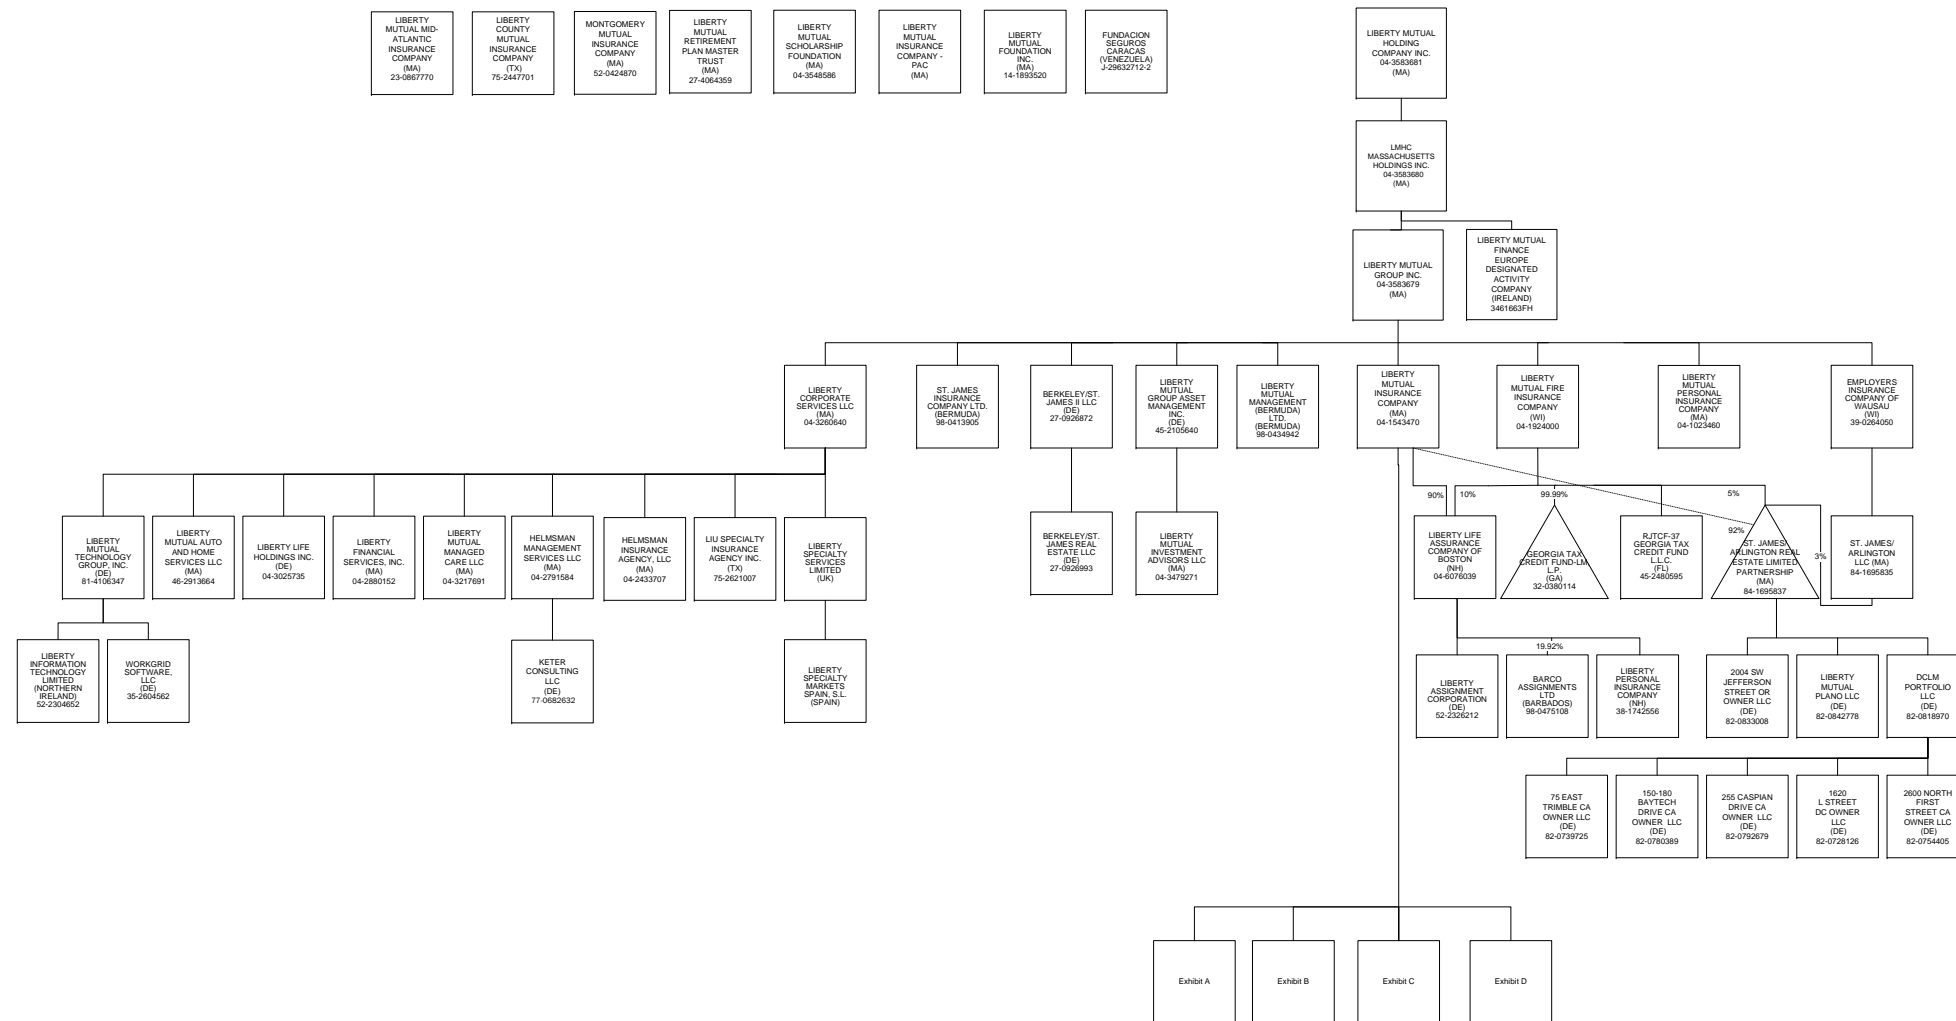 LIBERTY
MUTUAL MID-
ATLANTIC
INSURANCE
COMPANY
(MA)
23-0867770
LIBERTY
COUNTY
MUTUAL
INSURANCE
COMPANY
(TX)
75-2447701
MONTGOMERY
MUTUAL
INSURANCE
COMPANY
(MA)
52-0424870
LIBERTY
MUTUAL
RETIREMENT
PLAN MASTER
TRUST
(MA)
27-4064359
LIBERTY
MUTUAL
SCHOLARSHIP
FOUNDATION
(MA)
04-3548586
LIBERTY
MUTUAL
INSURANCE
COMPANY -
PAC
(MA)
LIBERTY
MUTUAL
FOUNDATION
INC.
(MA)
14-1893520
FUNDACION
SEGUROS
CARACAS
(VENEZUELA)
J-29632712-2
LIBERTY MUTUAL
HOLDING
COMPANY INC.
04-3583681
(MA)
LMHC
MASSACHUSETTS
HOLDINGS INC.
04-3583680
(MA)
LIBERTY MUTUAL
GROUP INC.
04-3583679
(MA)
LIBERTY MUTUAL
FINANCE
EUROPE
DESIGNATED
ACTIVITY
COMPANY
(IRELAND)
3461663FH
LIBERTY
CORPORATE
SERVICES LLC
(MA)
04-3260640
ST. JAMES
INSURANCE
COMPANY LTD.
(BERMUDA)
98-0413905
BERKELEY/ST.
JAMES II LLC
(DE)
27-0926872
LIBERTY
MUTUAL
GROUP ASSET
MANAGEMENT
INC.
(DE)
45-2105640
LIBERTY
MUTUAL
MANAGEMENT
(BERMUDA)
LTD.
(BERMUDA)
98-0434942
LIBERTY
MUTUAL
INSURANCE
COMPANY
(MA)
04-1543470
LIBERTY
MUTUAL FIRE
INSURANCE
COMPANY
(WI)
04-1924000
LIBERTY
MUTUAL
PERSONAL
INSURANCE
COMPANY
(MA)
04-1023460
EMPLOYERS
INSURANCE
COMPANY OF
WAUSAU
(WI)
39-0264050
90%
10%
99.99%
5%
92%
3%
LIBERTY
MUTUAL
TECHNOLOGY
GROUP, INC.
(DE)
81-4106347
LIBERTY
MUTUAL AUTO
AND HOME
SERVICES LLC
(MA)
46-2913664
LIBERTY LIFE
HOLDINGS INC.
(DE)
04-3025735
LIBERTY
FINANCIAL
SERVICES, INC.
(MA)
04-2880152
LIBERTY
MUTUAL
MANAGED
CARE LLC
(MA)
04-3217691
HELMSMAN
MANAGEMENT
SERVICES LLC
(MA)
04-2791584
HELMSMAN
INSURANCE
AGENCY, LLC
(MA)
04-2433707
LIU SPECIALTY
INSURANCE
AGENCY INC.
(TX)
75-2621007
LIBERTY
SPECIALTY
SERVICES
LIMITED
(UK)
BERKELEY/ST.
JAMES REAL
ESTATE LLC
(DE)
27-0926993
LIBERTY
MUTUAL
INVESTMENT
ADVISORS LLC
(MA)
04-3479271
LIBERTY LIFE
ASSURANCE
COMPANY OF
BOSTON
(NH)
04-6076039
GEORGIA TAX
CREDIT FUND-LM
L.P.
(GA)
32-0380114
RJTCF-37
GEORGIA TAX
CREDIT FUND
L.L.C.
(FL)
45-2480595
ST. JAMES/
ARLINGTON REAL
ESTATE LIMITED
PARTNERSHIP
(MA)
84-1695837
ST. JAMES/
ARLINGTON
LLC (MA)
84-1695835
LIBERTY
INFORMATION
TECHNOLOGY
LIMITED
(NORTHERN
IRELAND)
52-2304652
WORKGRID
SOFTWARE,
LLC
(DE)
35-2604562
KETER
CONSULTING
LLC
(DE)
77-0682632
LIBERTY
SPECIALTY
MARKETS
SPAIN, S.L.
(SPAIN)
19.92%
LIBERTY
ASSIGNMENT
CORPORATION
(DE)
52-2326212
BARCO
ASSIGNMENTS
LTD
(BARBADOS)
98-0475108
LIBERTY
PERSONAL
INSURANCE
COMPANY
(NH)
38-1742556
2004 SW
JEFFERSON
STREET OR
OWNER LLC
(DE)
82-0833008
LIBERTY
MUTUAL
PLANO LLC
(DE)
82-0842778
DCLM
PORTFOLIO
LLC
(DE)
82-0818970
75 EAST
TRIMBLE CA
OWNER LLC
(DE)
82-0739725
150-180
BAYTECH
DRIVE CA
OWNER LLC
(DE)
82-0780389
255 CASPIAN
DRIVE CA
OWNER LLC
(DE)
82-0792679
1620
L STREET
DC OWNER
LLC
(DE)
82-0728126
2600 NORTH
FIRST
STREET CA
OWNER LLC
(DE)
82-0754405
Exhibit A
Exhibit B
Exhibit C
Exhibit D